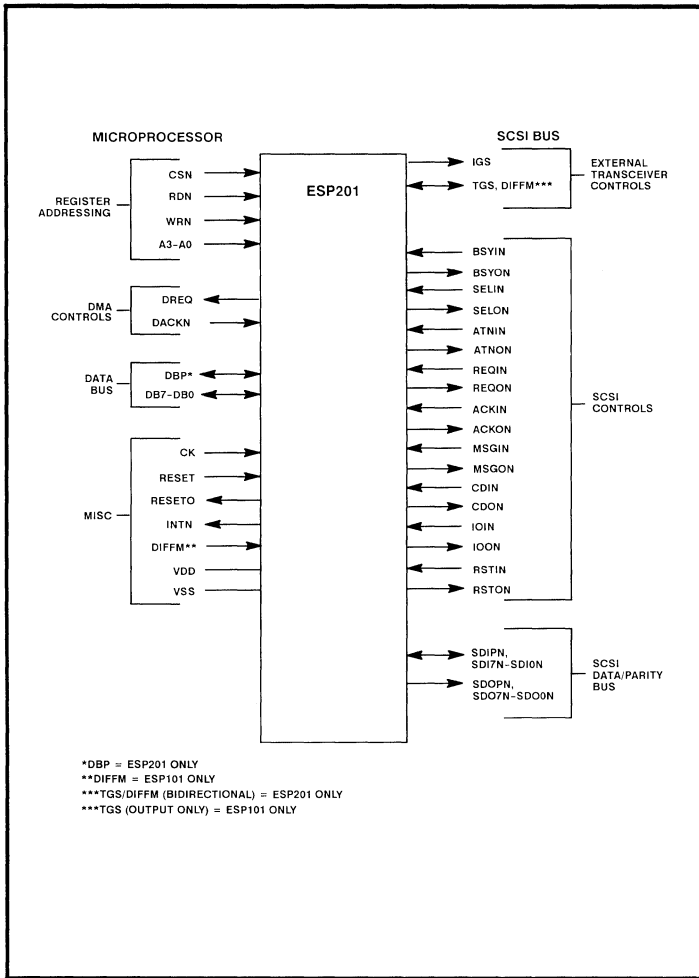 MICROPROCESSOR
SCSI BUS
ESP201
REGISTER
ADDRESSING
CSN
RDN
WRN
A3-A0
DMA
CONTROLS
DREQ
DACKN
DATA
BUS
DBP*
DB7-DB0
MISC
CK
RESET
RESETO
INTN
DIFFM**
VDD
VSS
IGS
TGS, DIFFM***
EXTERNAL
TRANSCEIVER
CONTROLS
BSYIN
BSYON
SELIN
SELON
ATNIN
ATNON
REQIN
REQON
ACKIN
ACKON
MSGIN
MSGON
CDIN
CDON
IOIN
IOON
RSTIN
RSTON
SCSI
CONTROLS
SDIPN,
SDI7N-SDI0N
SDOPN,
SDO7N-SDO0N
SCSI
DATA/PARITY
BUS
*DBP = ESP201 ONLY
**DIFFM = ESP101 ONLY
***TGS/DIFFM (BIDIRECTIONAL) = ESP201 ONLY
***TGS (OUTPUT ONLY) = ESP101 ONLY